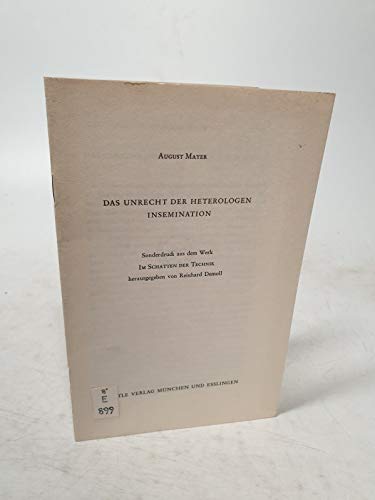 AUGUST MAYER
DAS UNRECHT DER HETEROLOGEN
INSEMINATION
Sonderdruck aus dem Werk
IM SCHATTEN DER TECHNIK
herausgegeben von Reinhard Demoll
VERLAG MÜNCHEN UND ESSLINGEN
8°
E
899